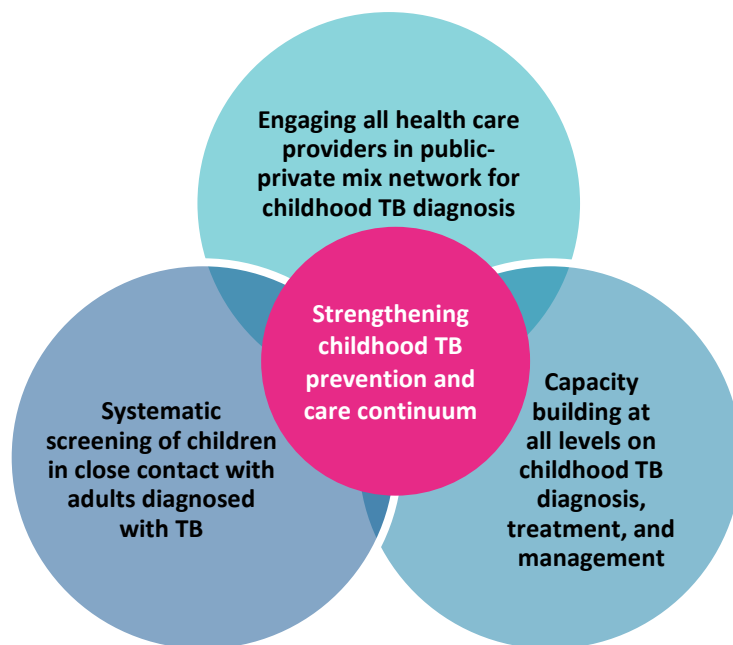 Engaging all health care
providers in public-
private mix network for
childhood TB diagnosis
Strengthening
childhood TB
prevention and
care continuum
Systematic
screening of children
in close contact with
adults diagnosed
with TB
Capacity
building at
all levels on
childhood TB
diagnosis,
treatment, and
management